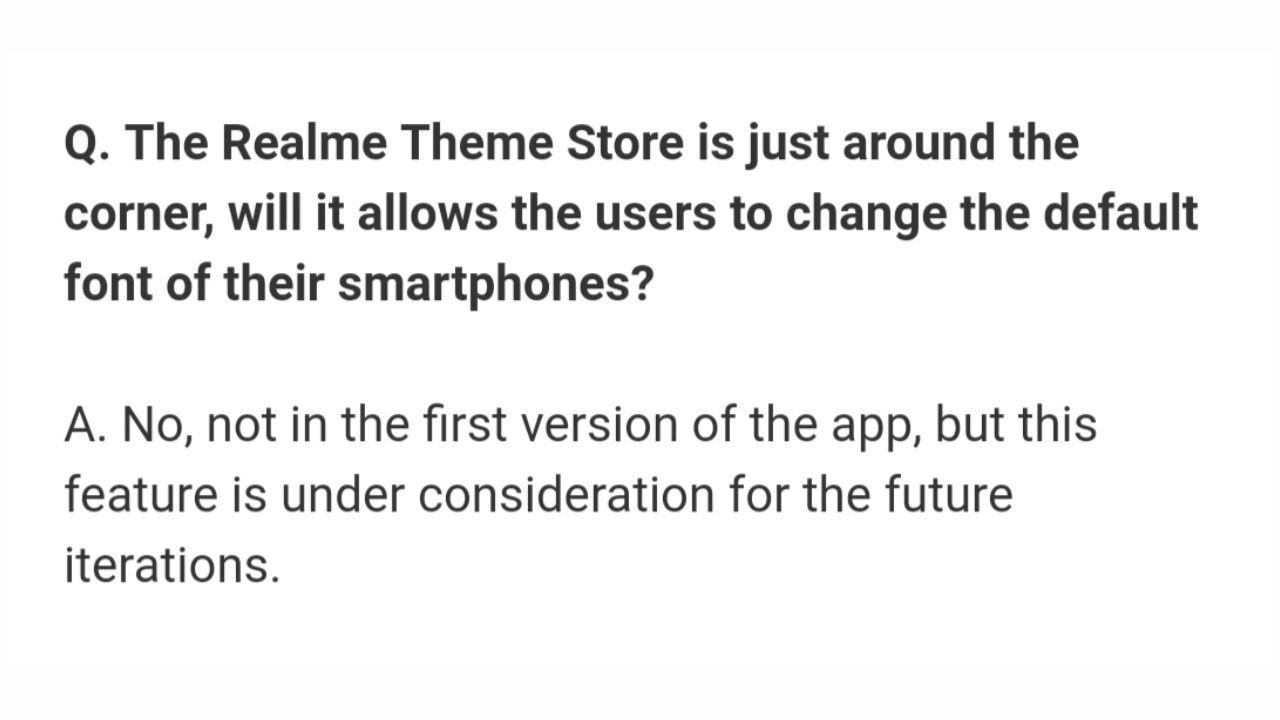 Q. The Realme Theme Store is just around the
corner, will it allows the users to change the default
font of their smartphones?
A. No, not in the first version of the app, but this
feature is under consideration for the future
iterations.